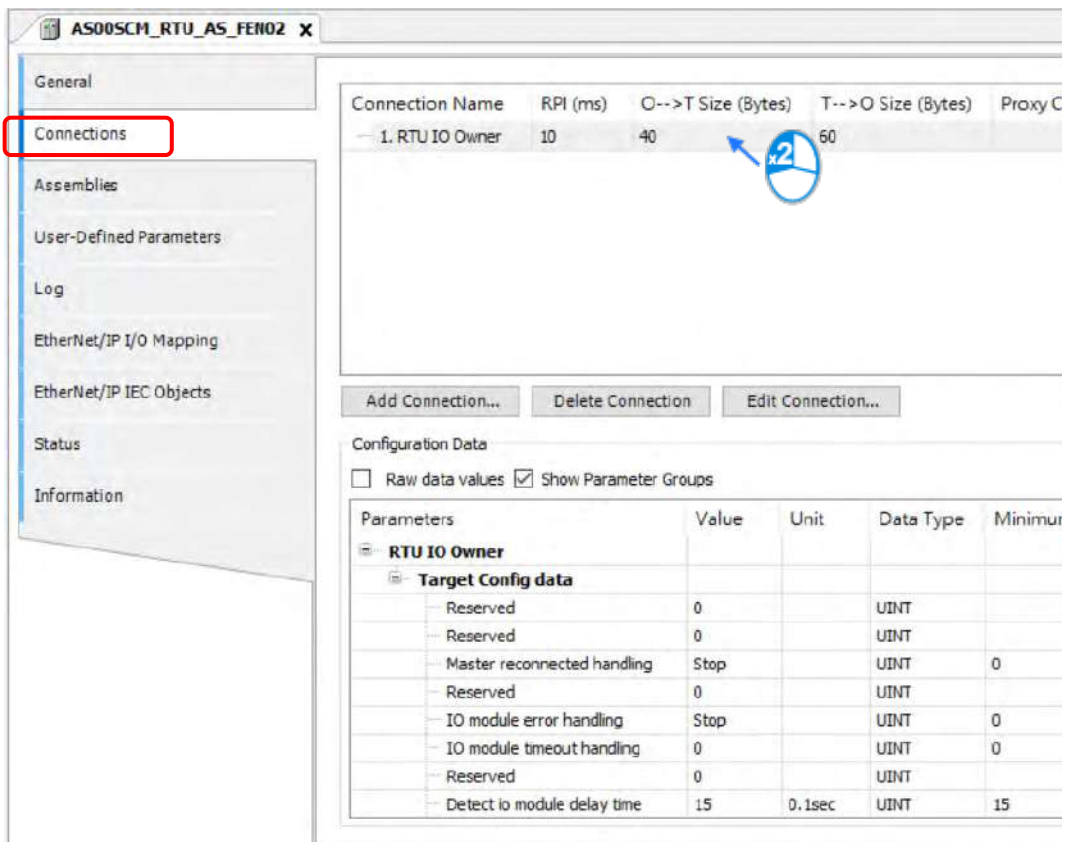 AS00SCM_RTU_AS_FEN02 X
General
Connections
Assemblies
User-Defined Parameters
Log
EtherNet/IP I/O Mapping
EtherNet/IP IEC Objects
Status
Information
Connection Name RPI (ms) O-->T Size (Bytes) T-->O Size (Bytes) Proxy C
1. RTU IO Owner 10 40 60
x2
Add Connection... Delete Connection Edit Connection...
Configuration Data
Raw data values Show Parameter Groups
Parameters Value Unit Data Type Minimur
RTU IO Owner
Target Config data
Reserved 0 UINT
Reserved 0 UINT
Master reconnected handling Stop UINT 0
Reserved 0 UINT
IO module error handling Stop UINT 0
IO module timeout handling 0 UINT 0
Reserved 0 UINT
Detect io module delay time 15 0.1sec UINT 15